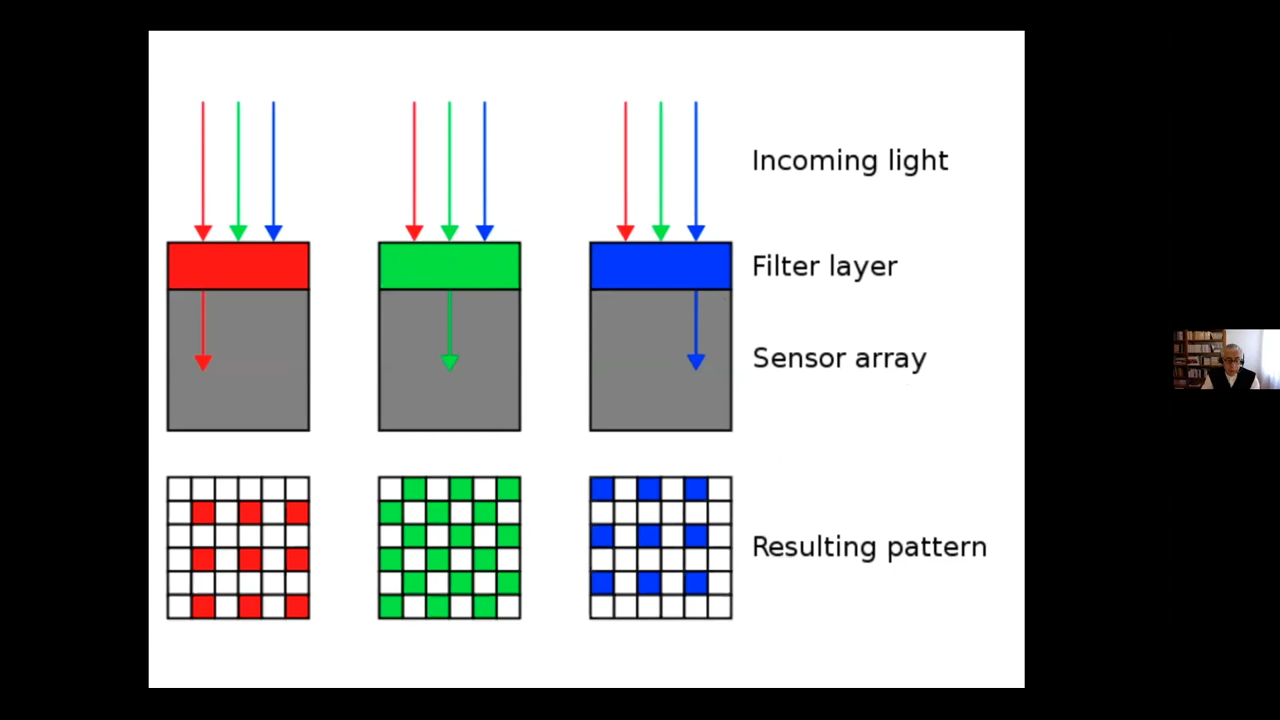 Incoming light
Filter layer
Sensor array
Resulting pattern